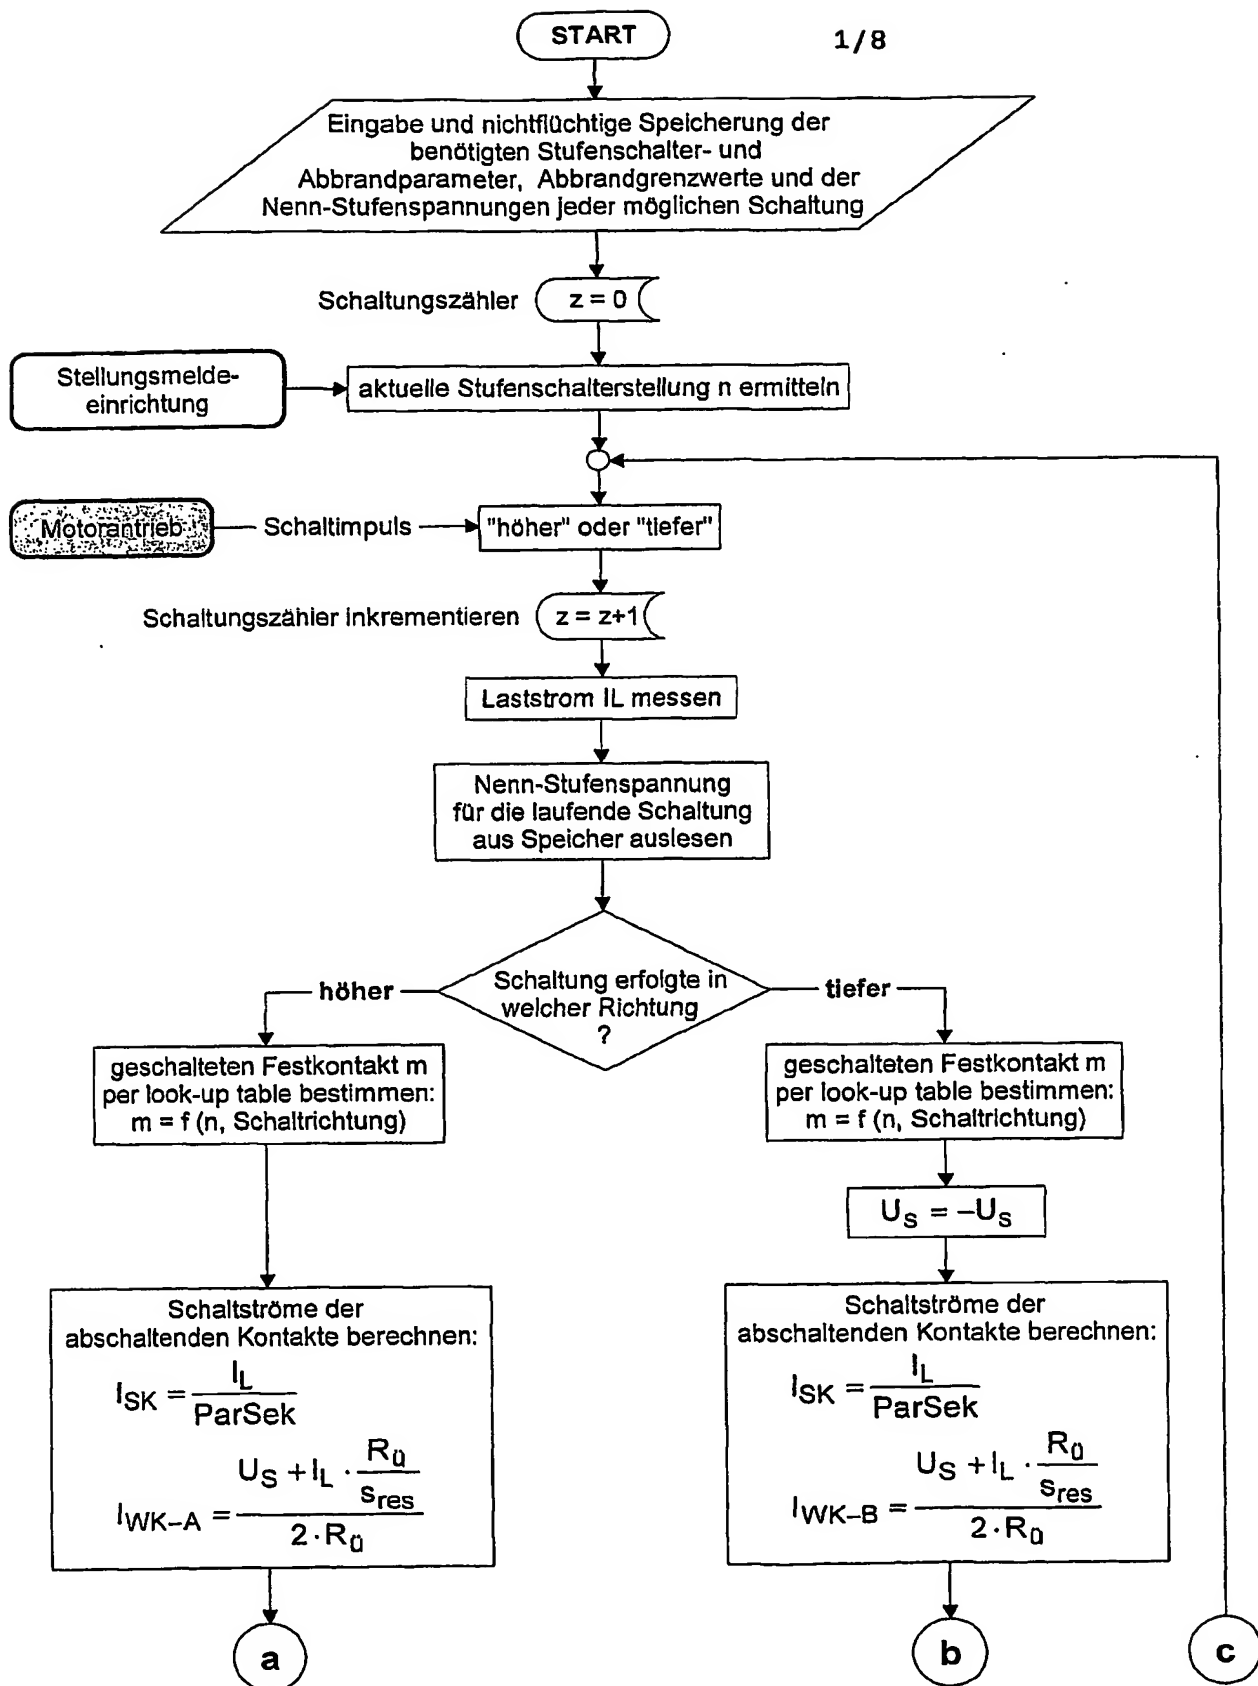 START
1/8
Eingabe und nichtflüchtige Speicherung der
benötigten Stufenschalter- und
Abbrandparameter, Abbrandgrenzwerte und der
Nenn-Stufenspannungen jeder möglichen Schaltung
Schaltungszähler
z = 0
Stellungsmelde-
einrichtung
aktuelle Stufenschalterstellung n ermitteln
Motorantrieb
Schaltimpuls
"höher" oder "tiefer"
Schaltungszähler inkrementieren
z = z+1
Laststrom IL messen
Nenn-Stufenspannung
für die laufende Schaltung
aus Speicher auslesen
Schaltung erfolgte in
welcher Richtung
?
höher
tiefer
geschalteten Festkontakt m
per look-up table bestimmen:
m = f (n, Schaltrichtung)
geschalteten Festkontakt m
per look-up table bestimmen:
m = f (n, Schaltrichtung)
U_S = –U_S
Schaltströme der
abschaltenden Kontakte berechnen:
I_SK = I_L / ParSek
I_WK–A = (U_S + I_L · R_ü / s_res) / (2 · R_ü)
Schaltströme der
abschaltenden Kontakte berechnen:
I_SK = I_L / ParSek
I_WK–B = (U_S + I_L · R_ü / s_res) / (2 · R_ü)
a
b
c